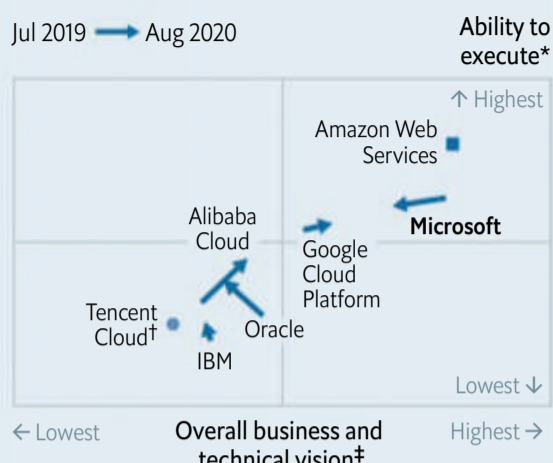 Jul 2019 → Aug 2020
Ability to
execute*
↑ Highest
Amazon Web
Services
Microsoft
Alibaba
Cloud
Google
Cloud
Platform
Tencent
Cloud†
Oracle
IBM
Lowest ↓
← Lowest
Overall business and
technical vision‡
Highest →